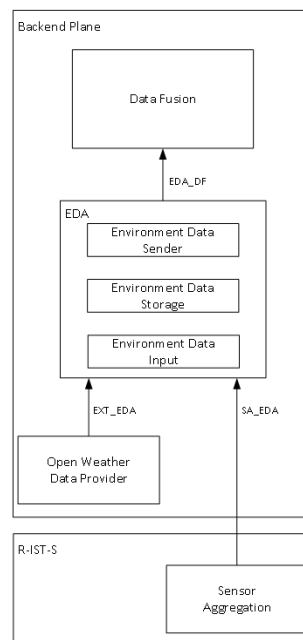 Backend Plane
Data Fusion
EDA_DF
EDA
Environment Data
Sender
Environment Data
Storage
Environment Data
Input
EXT_EDA
SA_EDA
Open Weather
Data Provider
R-IST-S
Sensor
Aggregation